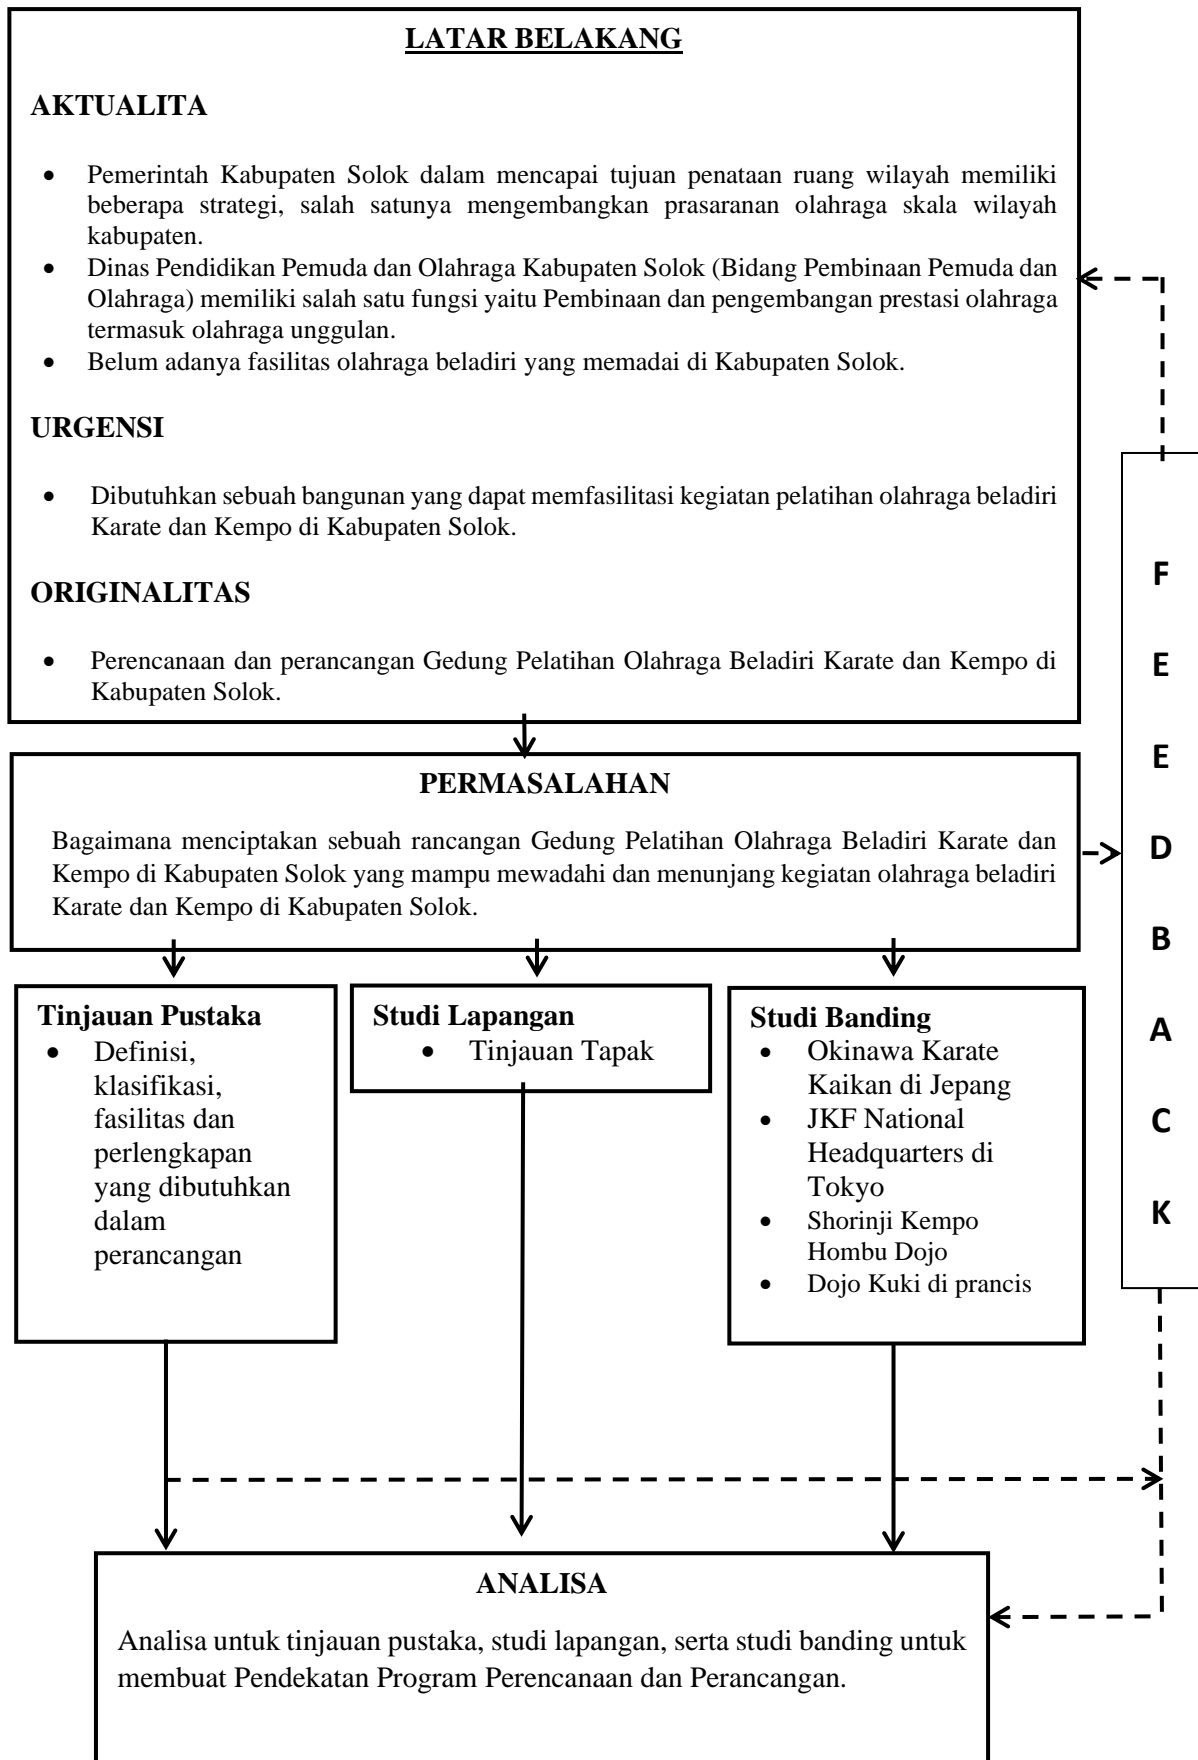 LATAR BELAKANG
AKTUALITA
• Pemerintah Kabupaten Solok dalam mencapai tujuan penataan ruang wilayah memiliki
beberapa strategi, salah satunya mengembangkan prasaranan olahraga skala wilayah
kabupaten.
• Dinas Pendidikan Pemuda dan Olahraga Kabupaten Solok (Bidang Pembinaan Pemuda dan
Olahraga) memiliki salah satu fungsi yaitu Pembinaan dan pengembangan prestasi olahraga
termasuk olahraga unggulan.
• Belum adanya fasilitas olahraga beladiri yang memadai di Kabupaten Solok.
URGENSI
• Dibutuhkan sebuah bangunan yang dapat memfasilitasi kegiatan pelatihan olahraga beladiri
Karate dan Kempo di Kabupaten Solok.
ORIGINALITAS
• Perencanaan dan perancangan Gedung Pelatihan Olahraga Beladiri Karate dan Kempo di
Kabupaten Solok.
PERMASALAHAN
Bagaimana menciptakan sebuah rancangan Gedung Pelatihan Olahraga Beladiri Karate dan
Kempo di Kabupaten Solok yang mampu mewadahi dan menunjang kegiatan olahraga beladiri
Karate dan Kempo di Kabupaten Solok.
Tinjauan Pustaka
• Definisi,
klasifikasi,
fasilitas dan
perlengkapan
yang dibutuhkan
dalam
perancangan
Studi Lapangan
• Tinjauan Tapak
Studi Banding
• Okinawa Karate
Kaikan di Jepang
• JKF National
Headquarters di
Tokyo
• Shorinji Kempo
Hombu Dojo
• Dojo Kuki di prancis
F
E
E
D
B
A
C
K
ANALISA
Analisa untuk tinjauan pustaka, studi lapangan, serta studi banding untuk
membuat Pendekatan Program Perencanaan dan Perancangan.